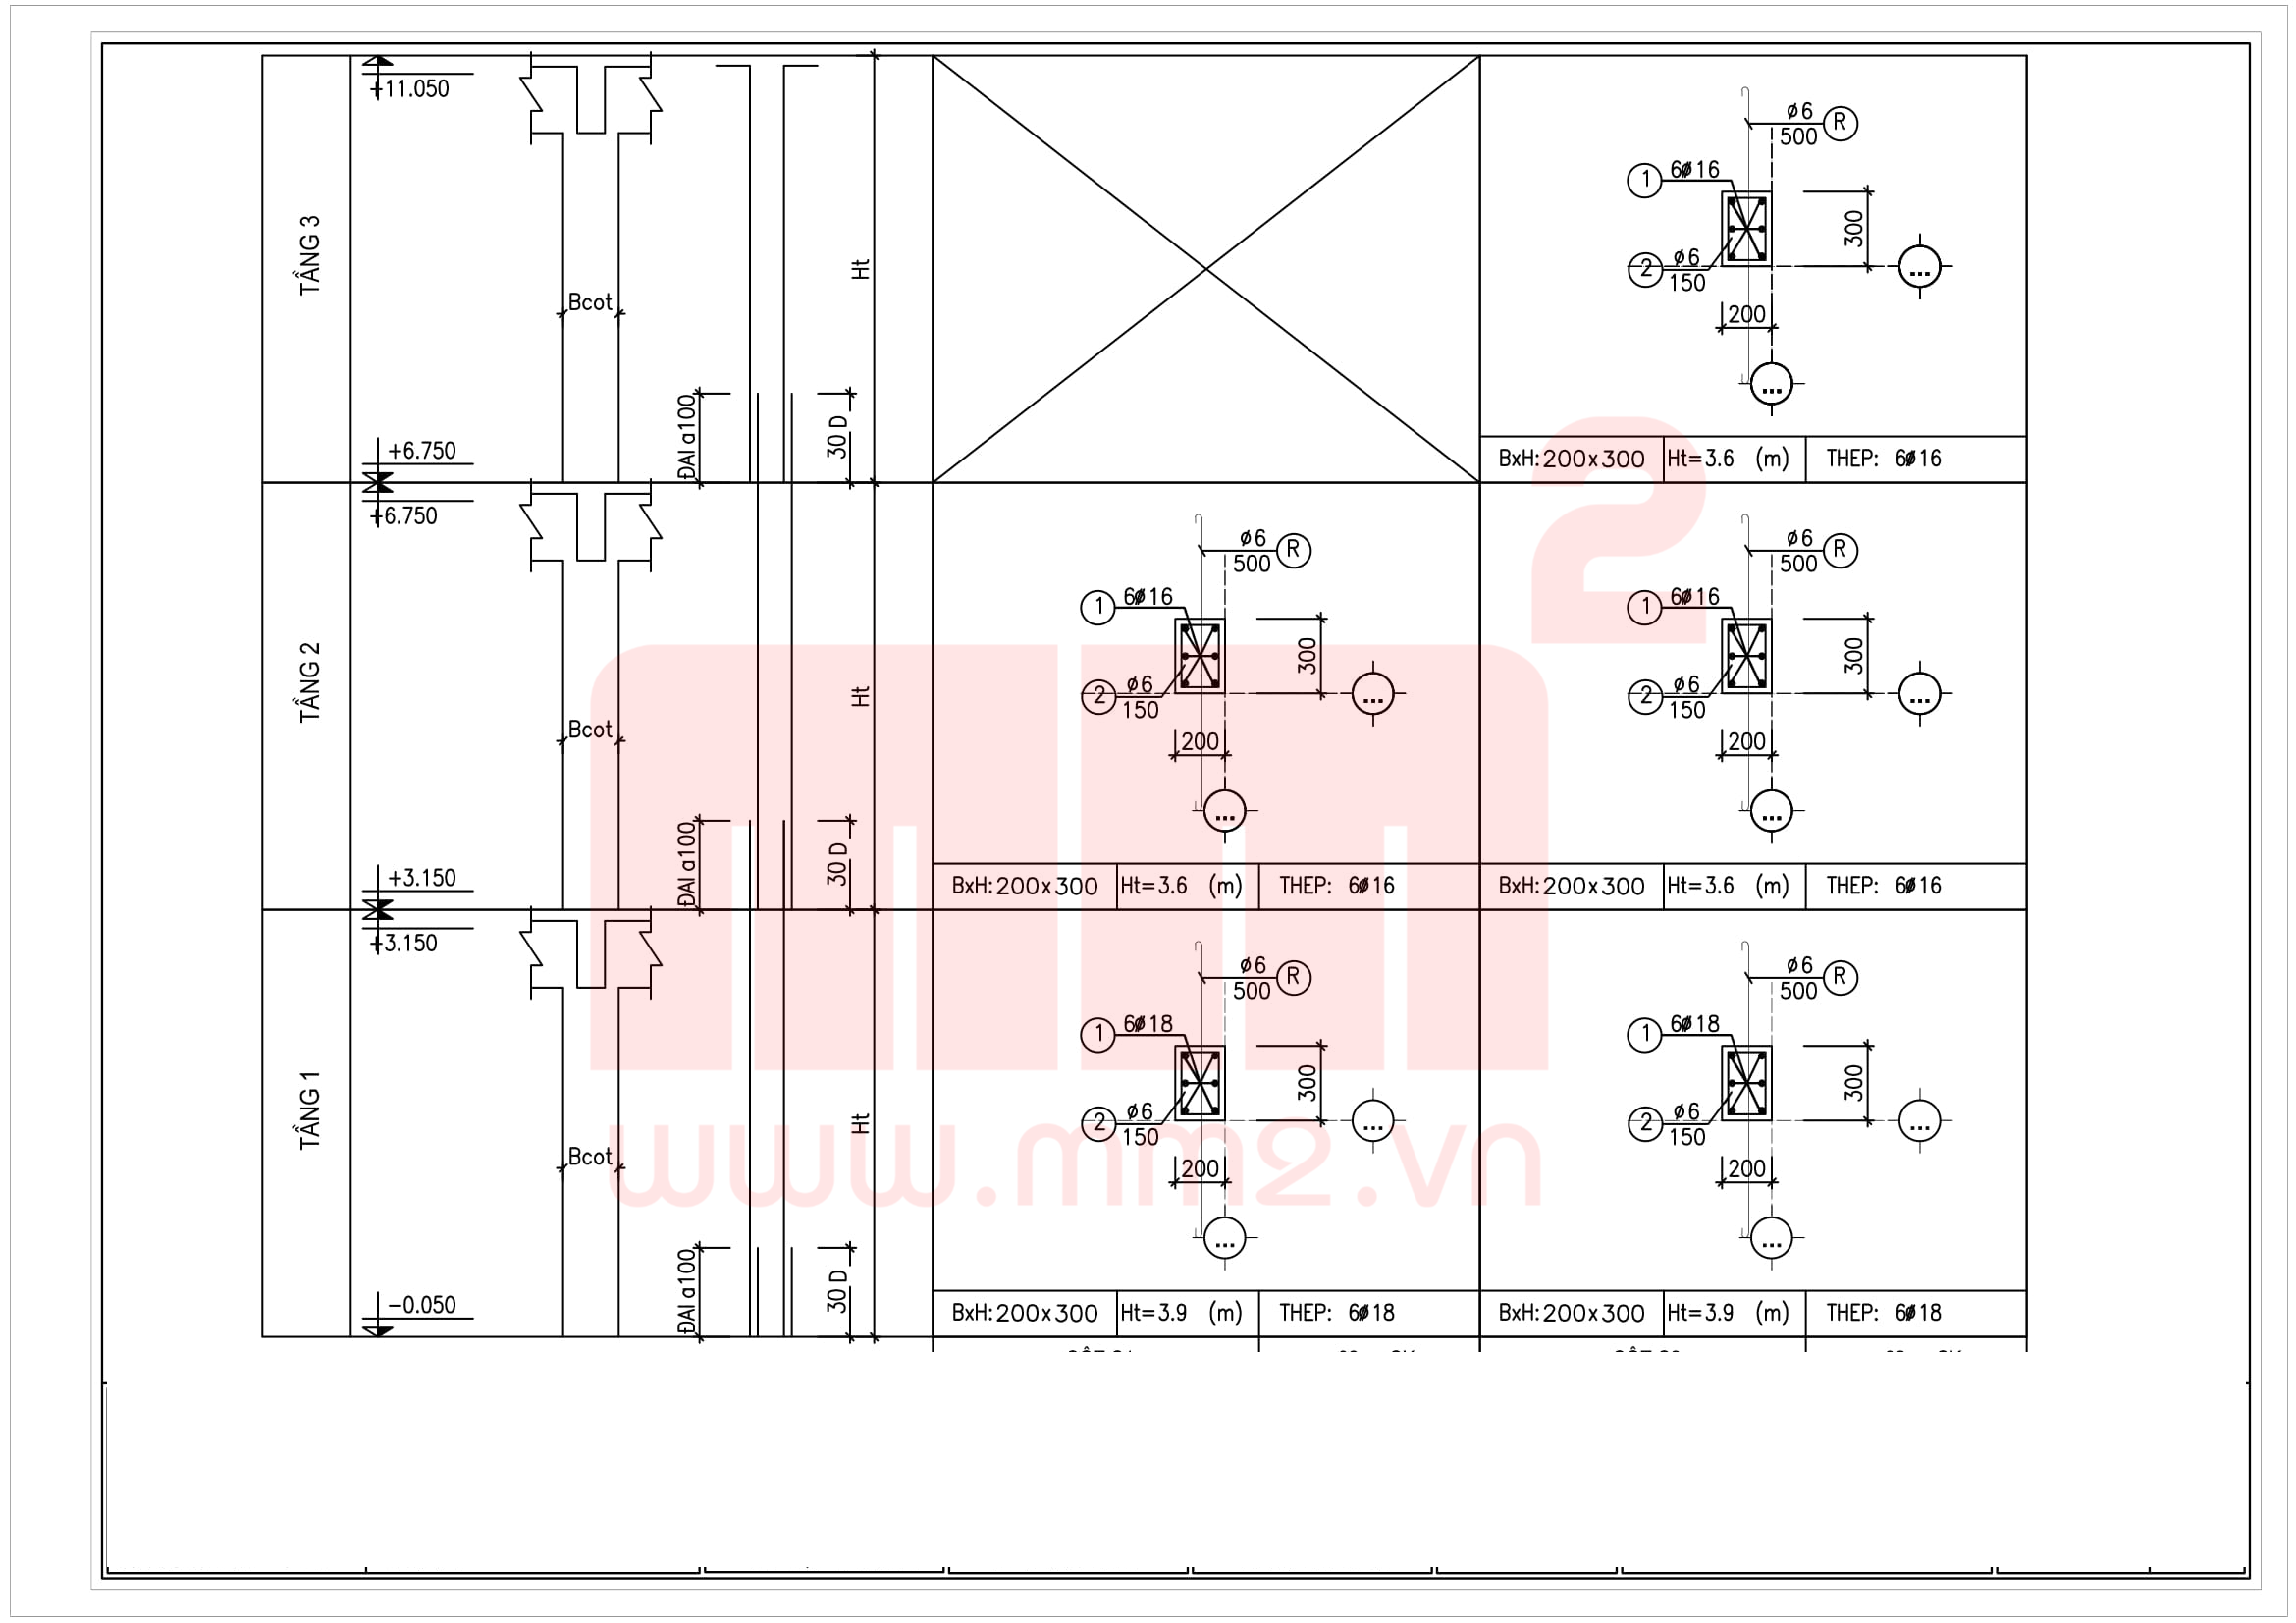 +11.050
TẦNG 3
Bcot
ĐAI a100
30 D
Ht
+6.750
ø6
500
R
1
6ø16
2
ø6
150
300
200
...
...
BxH: 200x300
Ht=3.6 (m)
THEP: 6ø16
+6.750
TẦNG 2
Bcot
ĐAI a100
30 D
Ht
+3.150
ø6
500
R
1
6ø16
2
ø6
150
300
200
...
...
BxH: 200x300
Ht=3.6 (m)
THEP: 6ø16
ø6
500
R
1
6ø16
2
ø6
150
300
200
...
...
BxH: 200x300
Ht=3.6 (m)
THEP: 6ø16
+3.150
TẦNG 1
Bcot
ĐAI a100
30 D
Ht
-0.050
ø6
500
R
1
6ø18
2
ø6
150
300
200
...
...
BxH: 200x300
Ht=3.9 (m)
THEP: 6ø18
ø6
500
R
1
6ø18
2
ø6
150
300
200
...
...
BxH: 200x300
Ht=3.9 (m)
THEP: 6ø18
mm2
www.mm2.vn